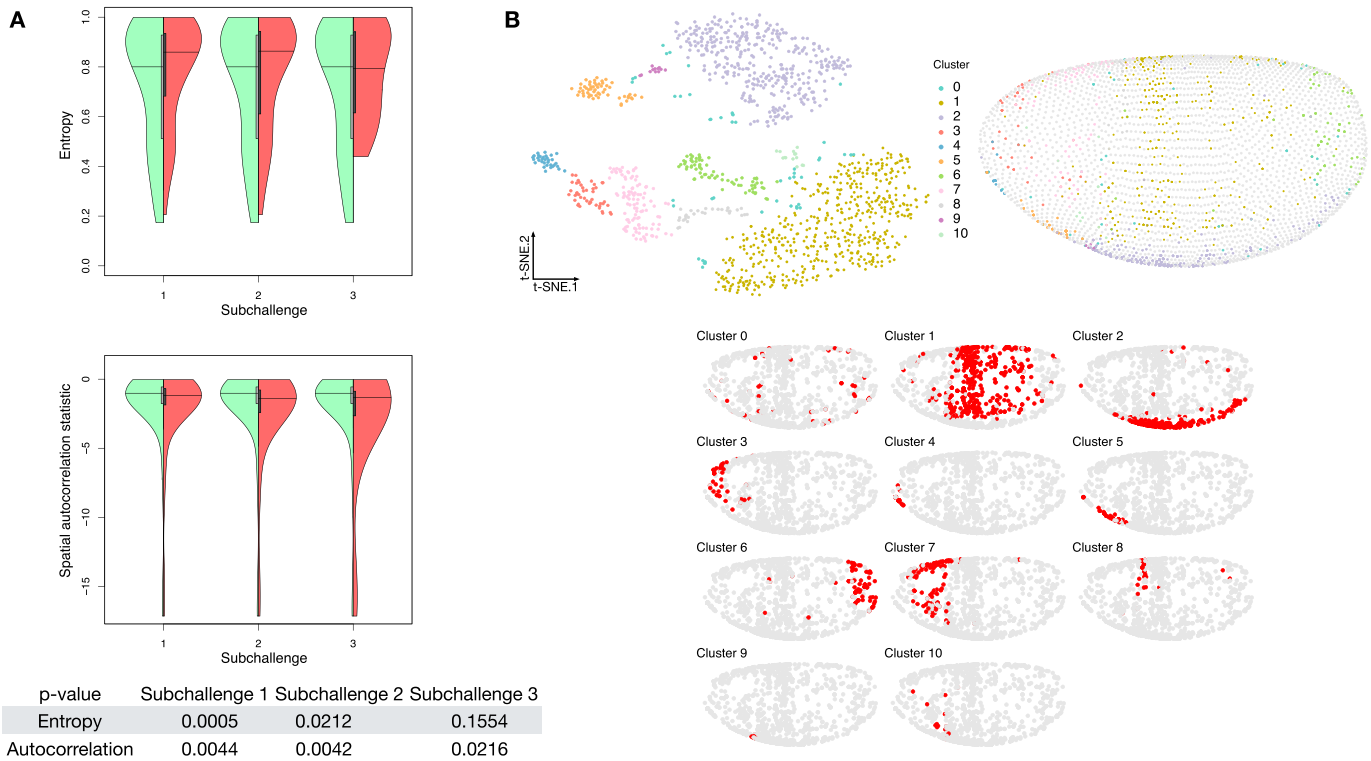 A
1.0
0.8
0.6
0.4
0.2
0.0
Entropy
1 2 3
Subchallenge
0
−5
−10
−15
Spatial autocorrelation statistic
1 2 3
Subchallenge
p-value Subchallenge 1 Subchallenge 2 Subchallenge 3
Entropy 0.0005 0.0212 0.1554
Autocorrelation 0.0044 0.0042 0.0216
B
t-SNE.2
t-SNE.1
Cluster
0
1
2
3
4
5
6
7
8
9
10
Cluster 0 Cluster 1 Cluster 2
Cluster 3 Cluster 4 Cluster 5
Cluster 6 Cluster 7 Cluster 8
Cluster 9 Cluster 10